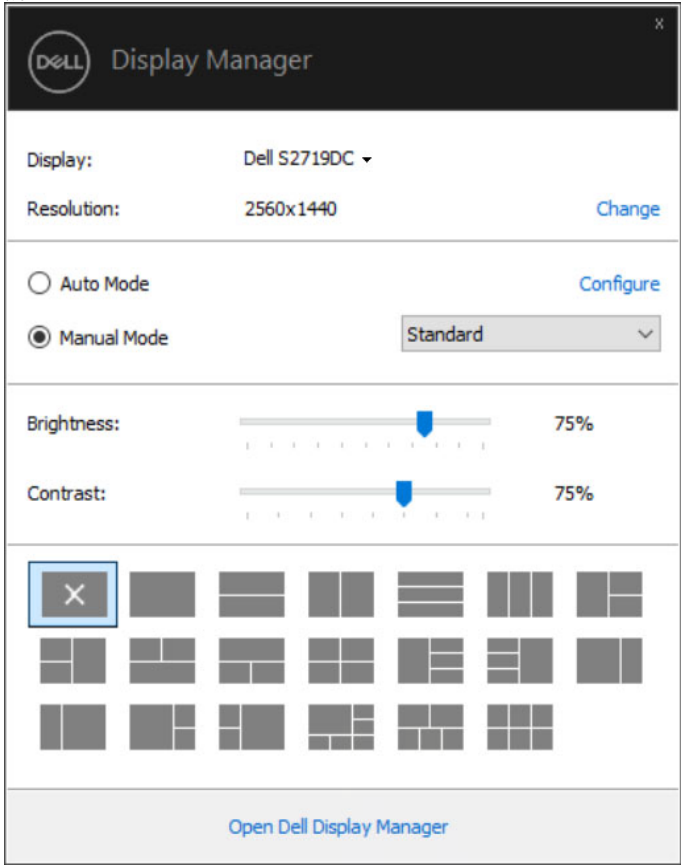 x
DELL Display Manager
Display: Dell S2719DC
Resolution: 2560x1440 Change
Auto Mode Configure
Manual Mode Standard
Brightness: 75%
Contrast: 75%
Open Dell Display Manager